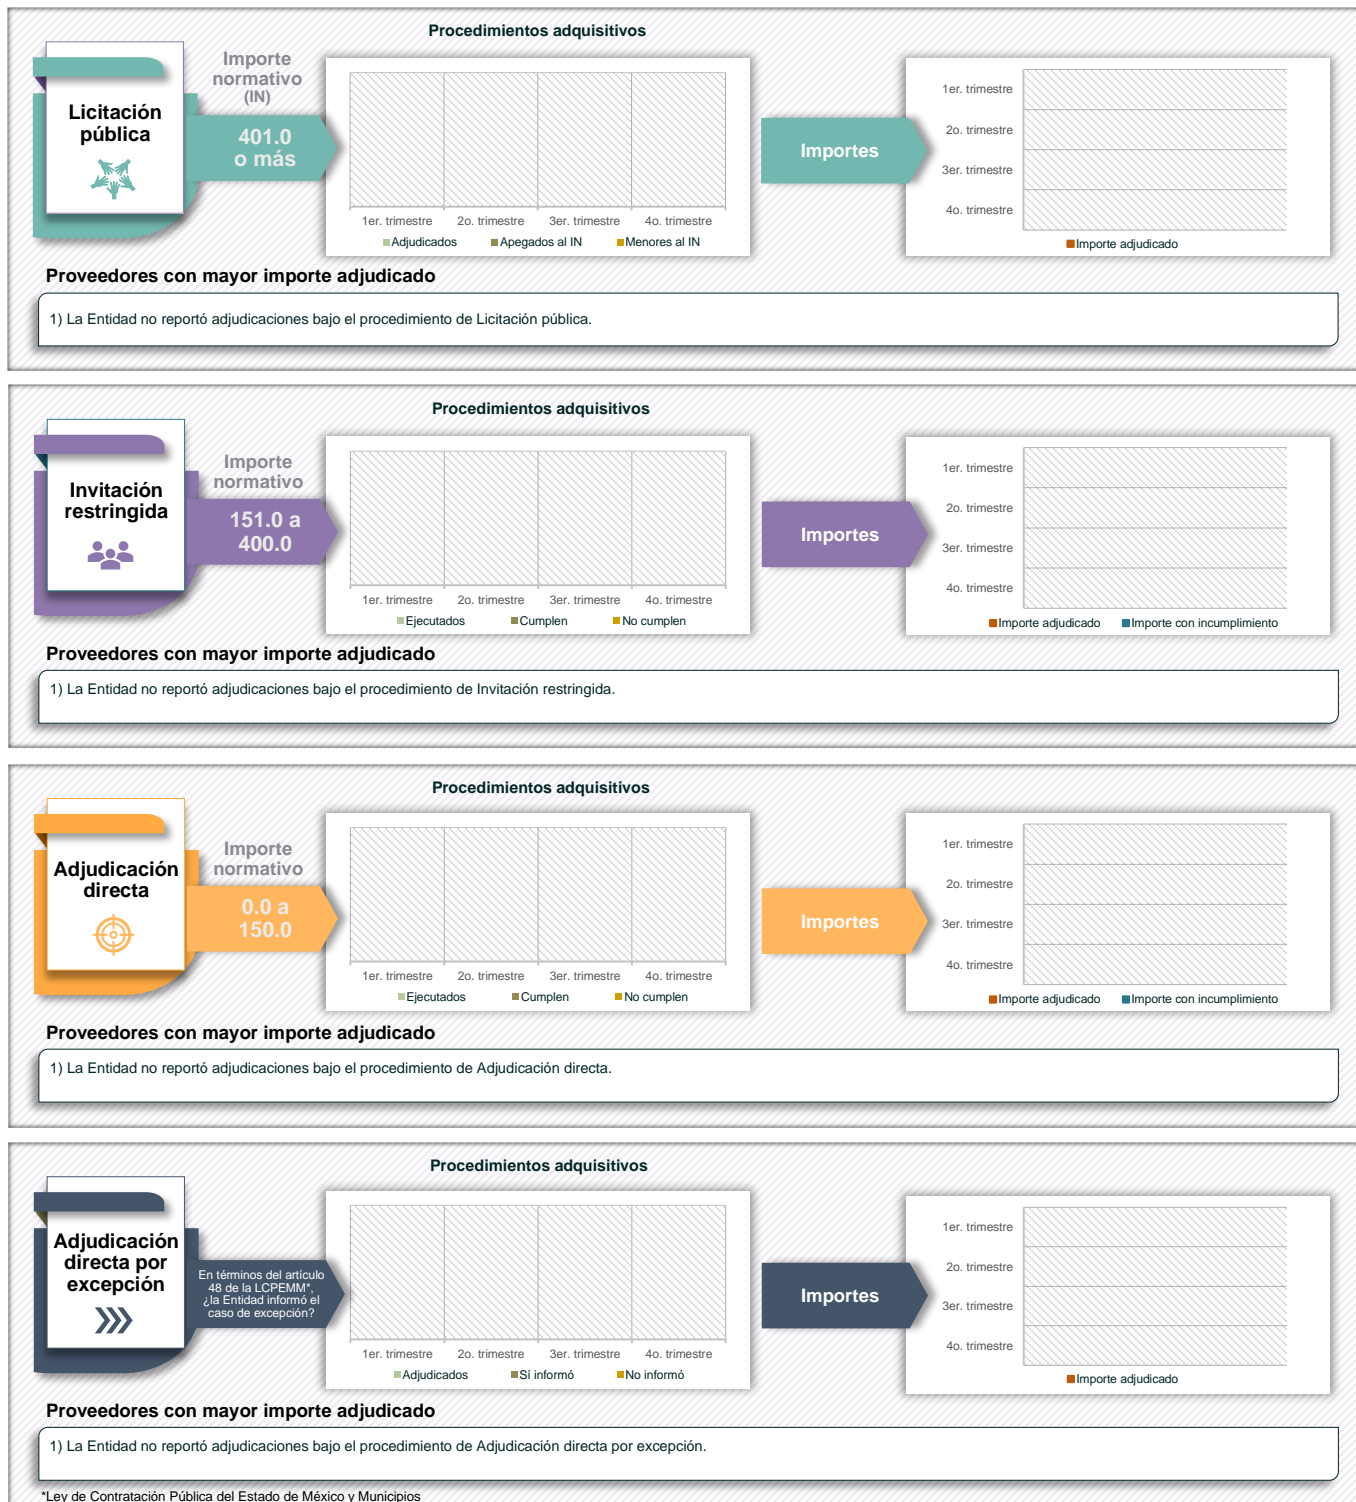 Procedimientos adquisitivos
Licitación
pública
Importe
normativo
(IN)
401.0
o más
1er. trimestre
2o. trimestre
3er. trimestre
4o. trimestre
Adjudicados
Apegados al IN
Menores al IN
Importes
1er. trimestre
2o. trimestre
3er. trimestre
4o. trimestre
Importe adjudicado
Proveedores con mayor importe adjudicado
1) La Entidad no reportó adjudicaciones bajo el procedimiento de Licitación pública.
Procedimientos adquisitivos
Invitación
restringida
Importe
normativo
151.0 a
400.0
1er. trimestre
2o. trimestre
3er. trimestre
4o. trimestre
Ejecutados
Cumplen
No cumplen
Importes
1er. trimestre
2o. trimestre
3er. trimestre
4o. trimestre
Importe adjudicado
Importe con incumplimiento
Proveedores con mayor importe adjudicado
1) La Entidad no reportó adjudicaciones bajo el procedimiento de Invitación restringida.
Procedimientos adquisitivos
Adjudicación
directa
Importe
normativo
0.0 a
150.0
1er. trimestre
2o. trimestre
3er. trimestre
4o. trimestre
Ejecutados
Cumplen
No cumplen
Importes
1er. trimestre
2o. trimestre
3er. trimestre
4o. trimestre
Importe adjudicado
Importe con incumplimiento
Proveedores con mayor importe adjudicado
1) La Entidad no reportó adjudicaciones bajo el procedimiento de Adjudicación directa.
Procedimientos adquisitivos
Adjudicación
directa por
excepción
En términos del artículo
48 de la LCPEMM*,
¿la Entidad informó el
caso de excepción?
1er. trimestre
2o. trimestre
3er. trimestre
4o. trimestre
Adjudicados
Sí informó
No informó
Importes
1er. trimestre
2o. trimestre
3er. trimestre
4o. trimestre
Importe adjudicado
Proveedores con mayor importe adjudicado
1) La Entidad no reportó adjudicaciones bajo el procedimiento de Adjudicación directa por excepción.
*Ley de Contratación Pública del Estado de México y Municipios